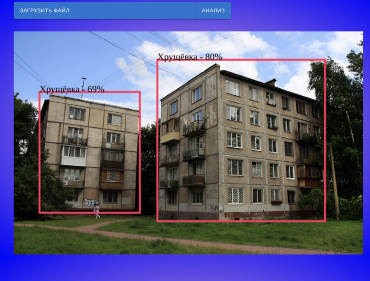 ЗАГРУЗИТЬ ФАЙЛ
АНАЛИЗ
Хрущёвка - 80%
Хрущёвка - 69%